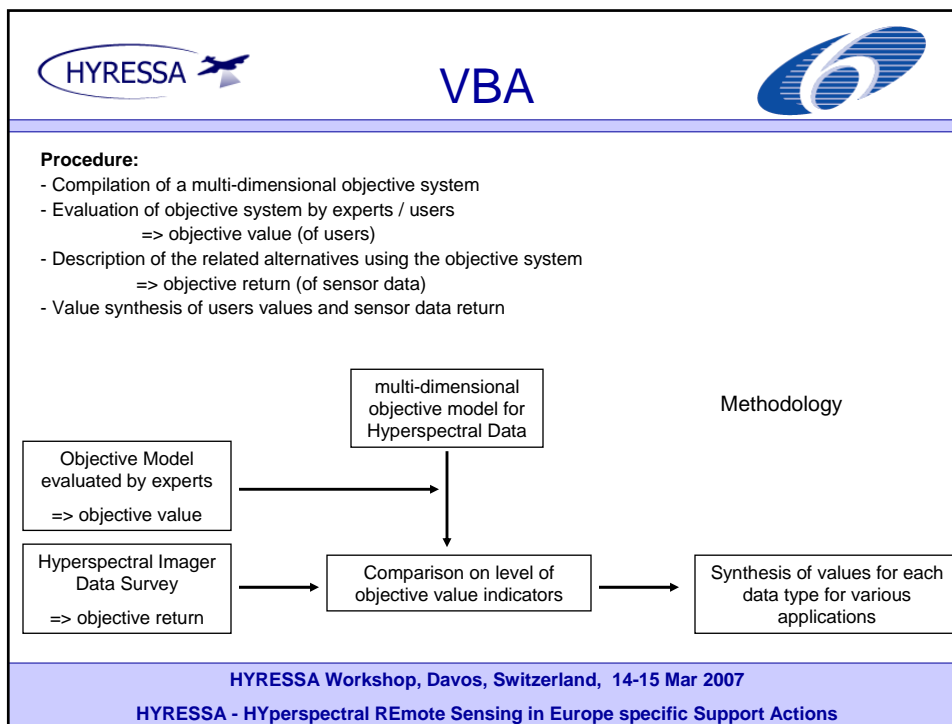 HYRESSA
VBA
6
Procedure:
- Compilation of a multi-dimensional objective system
- Evaluation of objective system by experts / users
=> objective value (of users)
- Description of the related alternatives using the objective system
=> objective return (of sensor data)
- Value synthesis of users values and sensor data return
multi-dimensional
objective model for
Hyperspectral Data
Methodology
Objective Model
evaluated by experts
=> objective value
Hyperspectral Imager
Data Survey
=> objective return
Comparison on level of
objective value indicators
Synthesis of values for each
data type for various
applications
HYRESSA Workshop, Davos, Switzerland, 14-15 Mar 2007
HYRESSA - HYperspectral REmote Sensing in Europe specific Support Actions